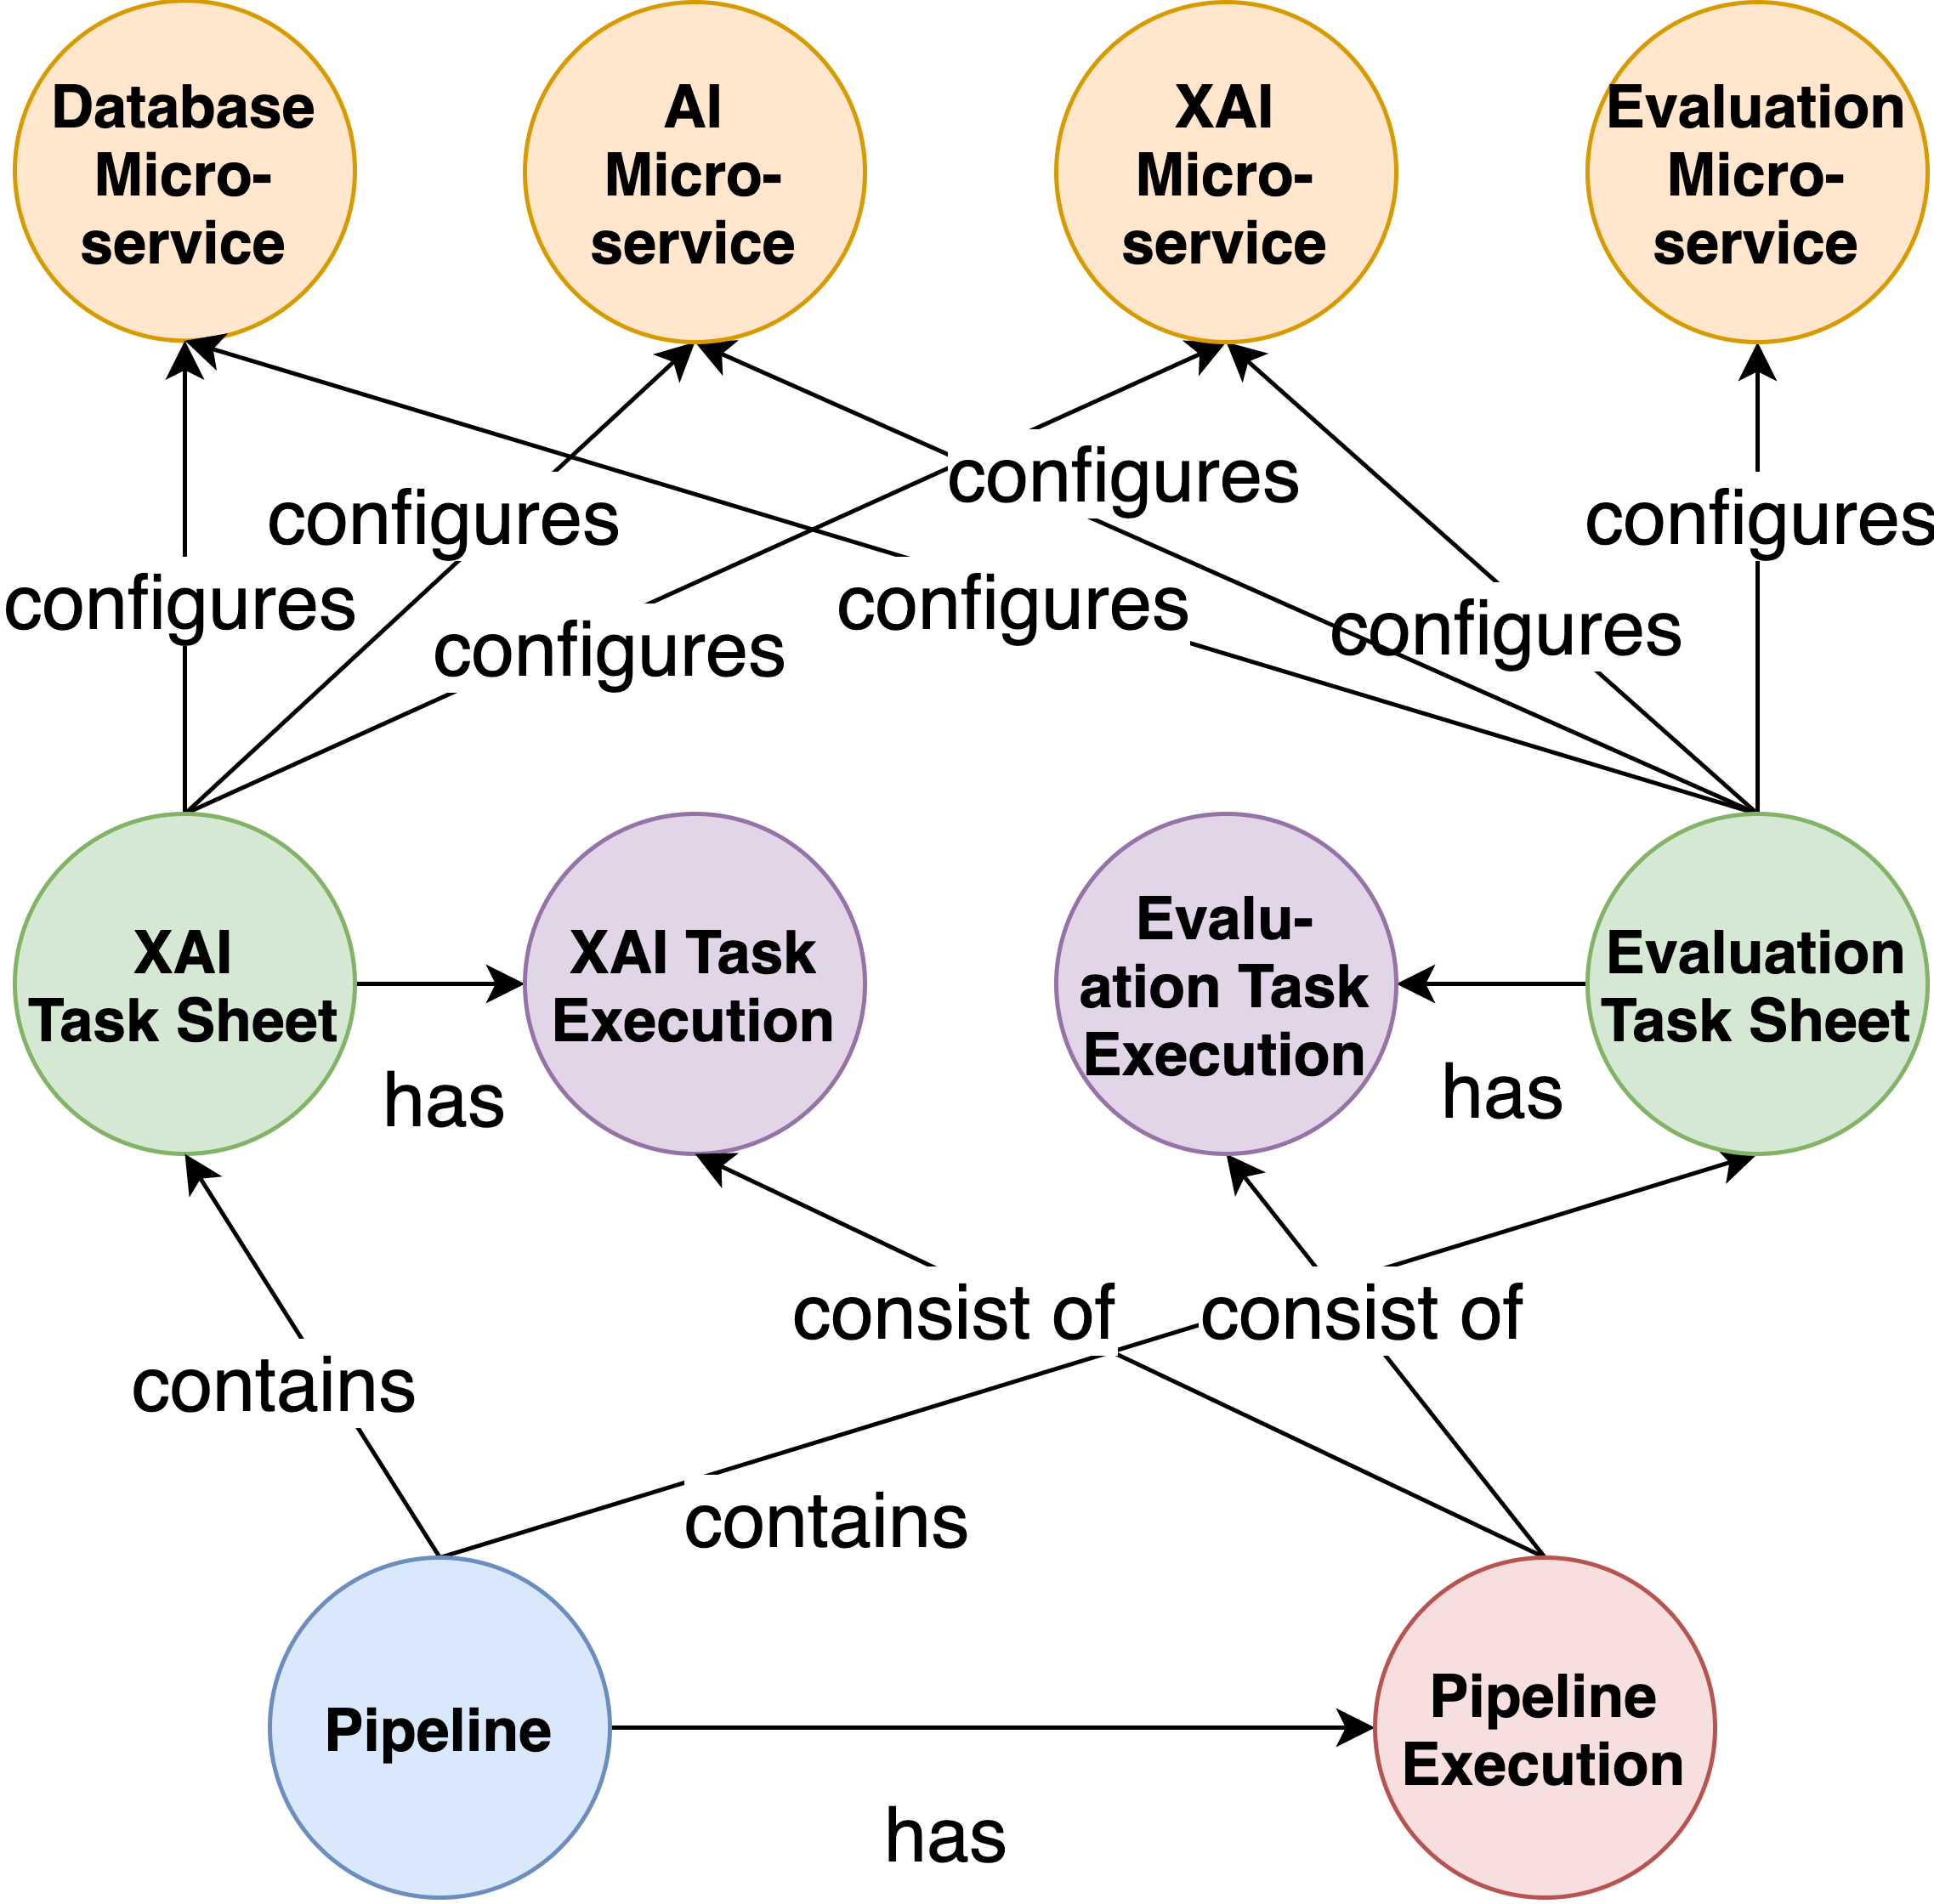 Database
Micro-
service
AI
Micro-
service
XAI
Micro-
service
Evaluation
Micro-
service
configures
configures
configures
configures
configures
configures
configures
XAI
Task Sheet
XAI Task
Execution
Evalu-
ation Task
Execution
Evaluation
Task Sheet
has
has
consist of
consist of
contains
contains
Pipeline
Pipeline
Execution
has